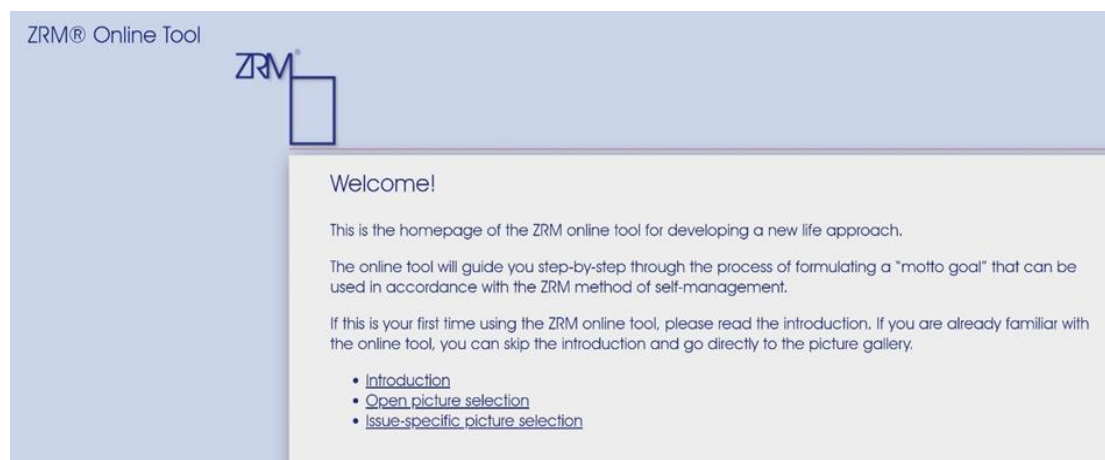 ZRM® Online Tool
ZRM®
Welcome!
This is the homepage of the ZRM online tool for developing a new life approach.
The online tool will guide you step-by-step through the process of formulating a "motto goal" that can be
used in accordance with the ZRM method of self-management.
If this is your first time using the ZRM online tool, please read the introduction. If you are already familiar with
the online tool, you can skip the introduction and go directly to the picture gallery.
• Introduction
• Open picture selection
• Issue-specific picture selection